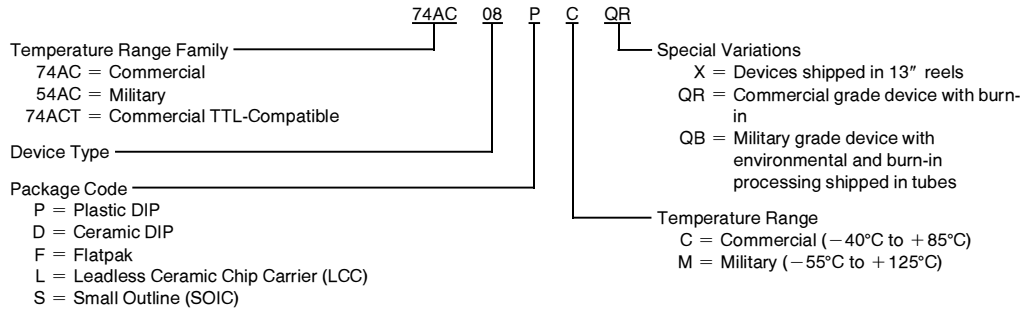 74AC 08 P C QR
Temperature Range Family
74AC = Commercial
54AC = Military
74ACT = Commercial TTL-Compatible
Device Type
Package Code
P = Plastic DIP
D = Ceramic DIP
F = Flatpak
L = Leadless Ceramic Chip Carrier (LCC)
S = Small Outline (SOIC)
Special Variations
X = Devices shipped in 13″ reels
QR = Commercial grade device with burn-
in
QB = Military grade device with
environmental and burn-in
processing shipped in tubes
Temperature Range
C = Commercial (−40°C to +85°C)
M = Military (−55°C to +125°C)